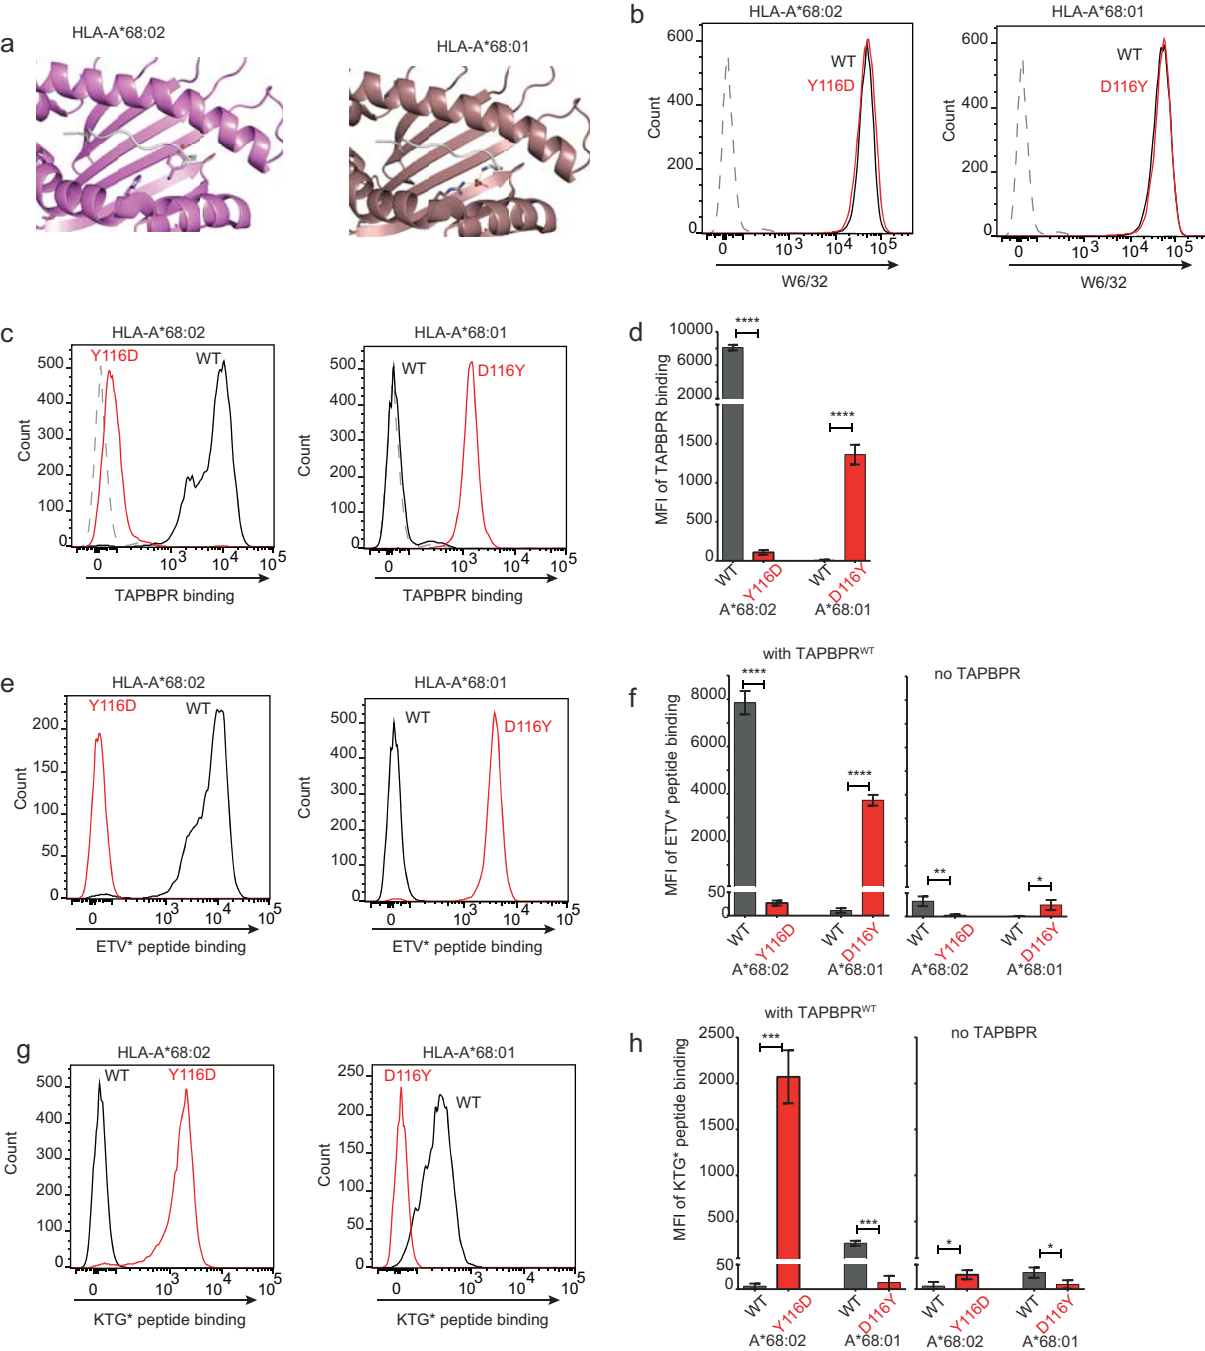 a
HLA-A*68:02
HLA-A*68:01
b
HLA-A*68:02
Count
600
400
200
0
WT
Y116D
0 103 104 105
W6/32
HLA-A*68:01
Count
600
400
200
0
WT
D116Y
0 103 104 105
W6/32
c
HLA-A*68:02
Count
500
400
300
200
100
0
Y116D
WT
0 103 104 105
TAPBPR binding
HLA-A*68:01
Count
500
400
300
200
100
0
WT
D116Y
0 103 104 105
TAPBPR binding
d
MFI of TAPBPR binding
10000
6000
2000
1500
1000
500
0
****
****
WT
Y116D
WT
D116Y
A*68:02
A*68:01
e
HLA-A*68:02
Count
200
150
100
50
0
Y116D
WT
0 103 104 105
ETV* peptide binding
HLA-A*68:01
Count
500
400
300
200
100
0
WT
D116Y
0 103 104 105
ETV* peptide binding
f
with TAPBPRWT
no TAPBPR
MFI of ETV* peptide binding
8000
6000
4000
2000
50
0
****
****
**
*
WT
Y116D
WT
D116Y
WT
Y116D
WT
D116Y
A*68:02
A*68:01
A*68:02
A*68:01
g
HLA-A*68:02
Count
500
400
300
200
100
0
WT
Y116D
0 103 104 105
KTG* peptide binding
HLA-A*68:01
Count
250
200
150
100
50
0
D116Y
WT
0 103 104 105
KTG* peptide binding
h
with TAPBPRWT
no TAPBPR
MFI of KTG* peptide binding
2500
2000
1500
1000
500
50
0
***
***
*
*
WT
Y116D
WT
D116Y
WT
Y116D
WT
D116Y
A*68:02
A*68:01
A*68:02
A*68:01